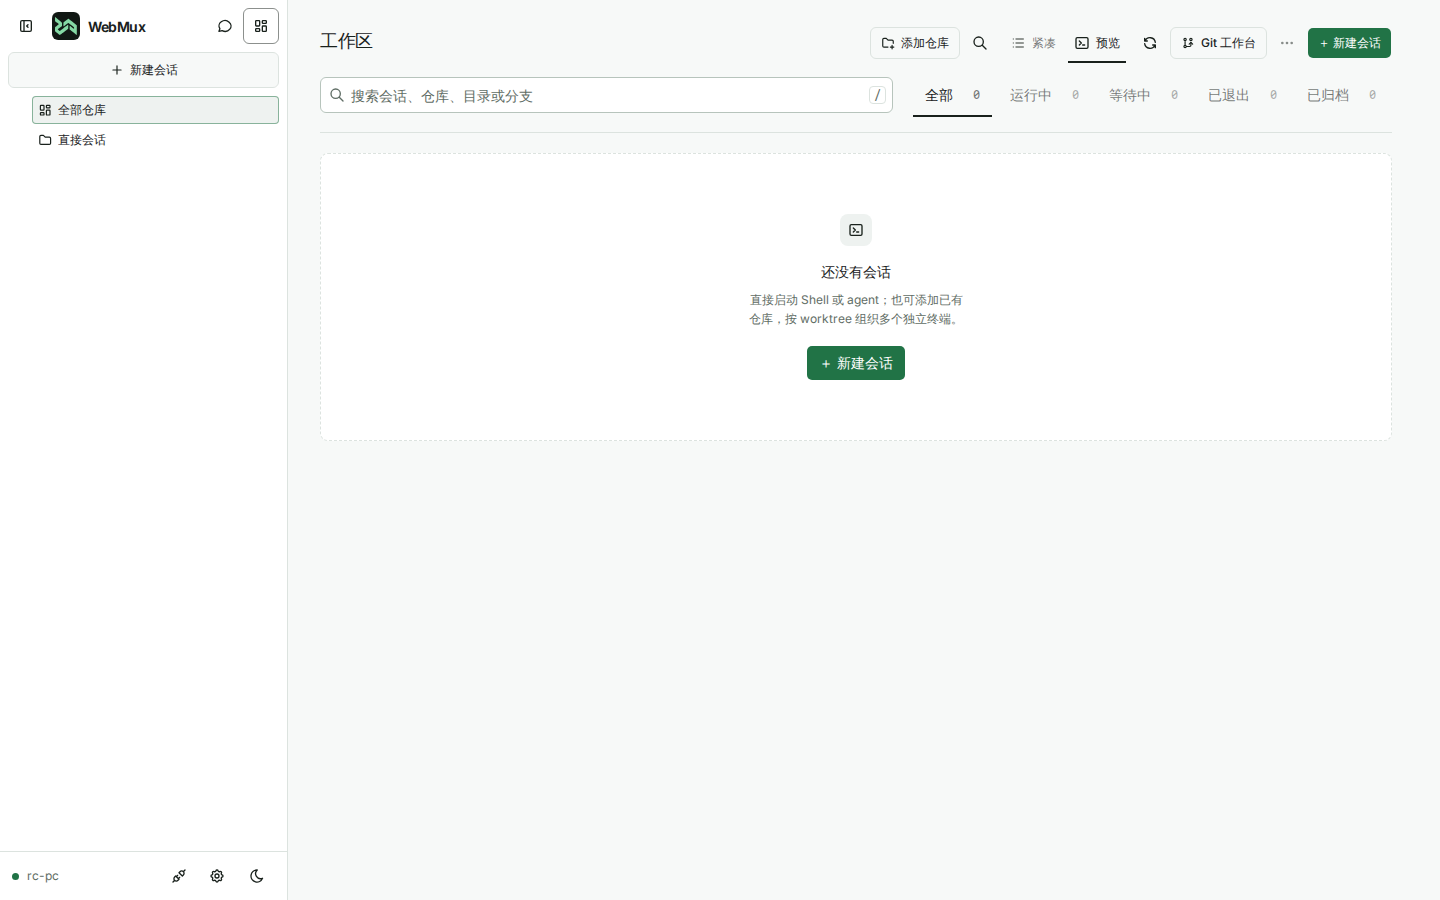 WebMux
新建会话
全部仓库
直接会话
rc-pc
工作区
添加仓库
紧凑
预览
Git 工作台
+ 新建会话
搜索会话、仓库、目录或分支 /
全部 0
运行中 0
等待中 0
已退出 0
已归档 0
还没有会话
直接启动 Shell 或 agent；也可添加已有
仓库，按 worktree 组织多个独立终端。
+ 新建会话